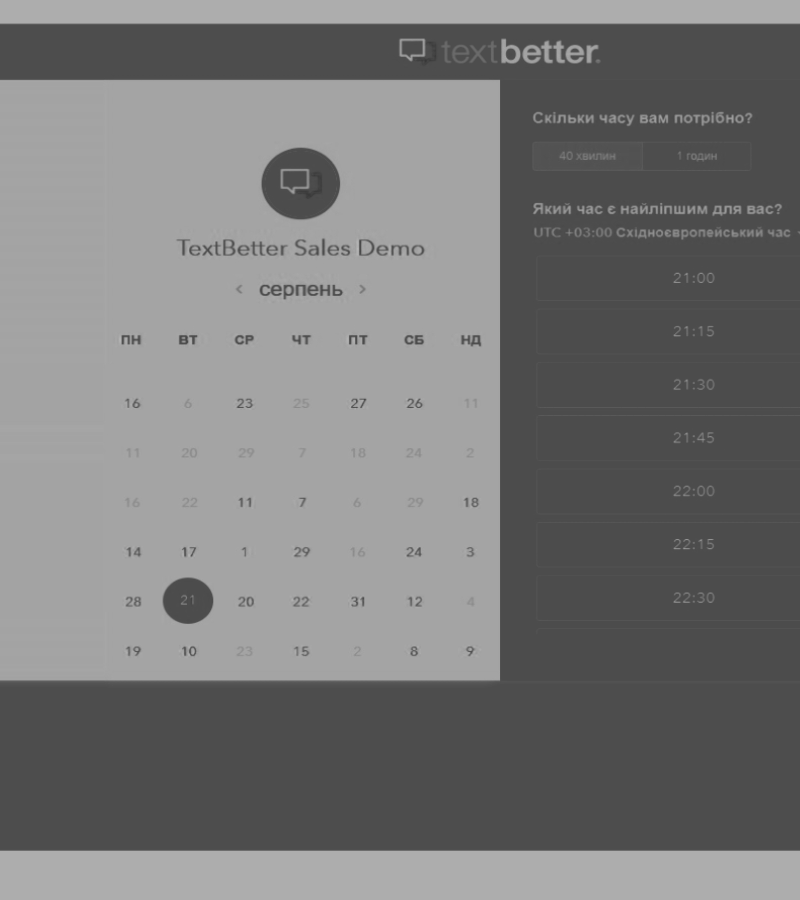 textbetter.
TextBetter Sales Demo
< серпень >
ПН ВТ СР ЧТ ПТ СБ НД
16 6 23 25 27 26 11
11 20 29 7 18 24 2
16 22 11 7 6 29 18
14 17 1 29 16 24 3
28 21 20 22 31 12 4
19 10 23 15 2 8 9
Скільки часу вам потрібно?
40 хвилин 1 годин
Який час є найліпшим для вас?
UTC +03:00 Східноєвропейський час
21:00
21:15
21:30
21:45
22:00
22:15
22:30